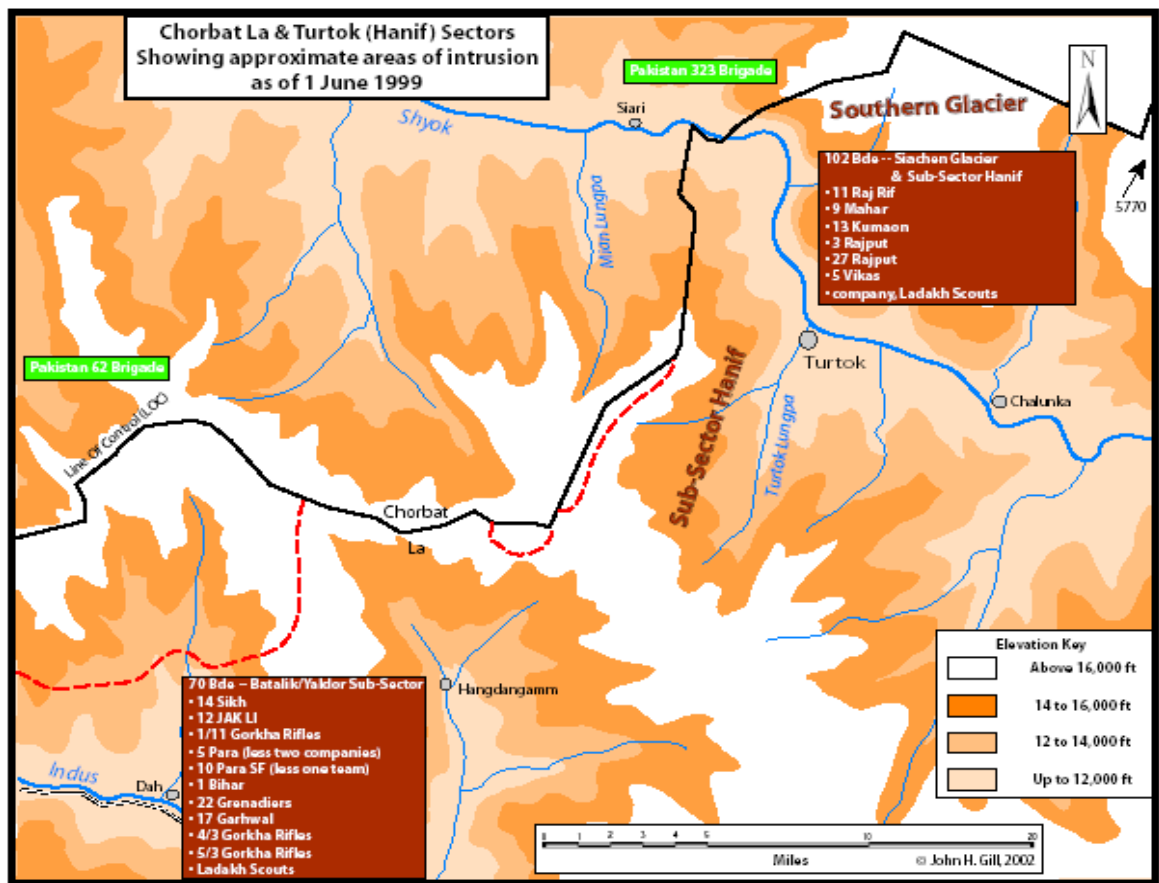 Chorbat La & Turtok (Hanif) Sectors
Showing approximate areas of intrusion
as of 1 June 1999
Pakistan 323 Brigade
N
Siari
Shyok
Southern Glacier
5770
102 Bde -- Siachen Glacier
& Sub-Sector Hanif
• 11 Raj Rif
• 9 Mahar
• 13 Kumaon
• 3 Rajput
• 27 Rajput
• 5 Vikas
• company, Ladakh Scouts
Mian Lungpa
Turtok
Pakistan 62 Brigade
Sub-Sector Hanif
Chalunka
Line Of Control (LOC)
Turtok Lungpa
Chorbat
La
Elevation Key
Above 16,000 ft
14 to 16,000 ft
12 to 14,000 ft
Up to 12,000 ft
70 Bde -- Batalik/Yaldor Sub-Sector
• 14 Sikh
• 12 JAK LI
• 1/11 Gorkha Rifles
• 5 Para (less two companies)
• 10 Para SF (less one team)
• 1 Bihar
• 22 Grenadiers
• 17 Garhwal
• 4/3 Gorkha Rifles
• 5/3 Gorkha Rifles
• Ladakh Scouts
Hangdangamm
Indus
Dah
0 1 2 3 4 5 10 20
Miles
© John H. Gill, 2002